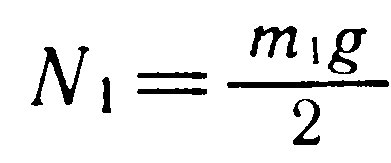 N₁ = m₁g/2